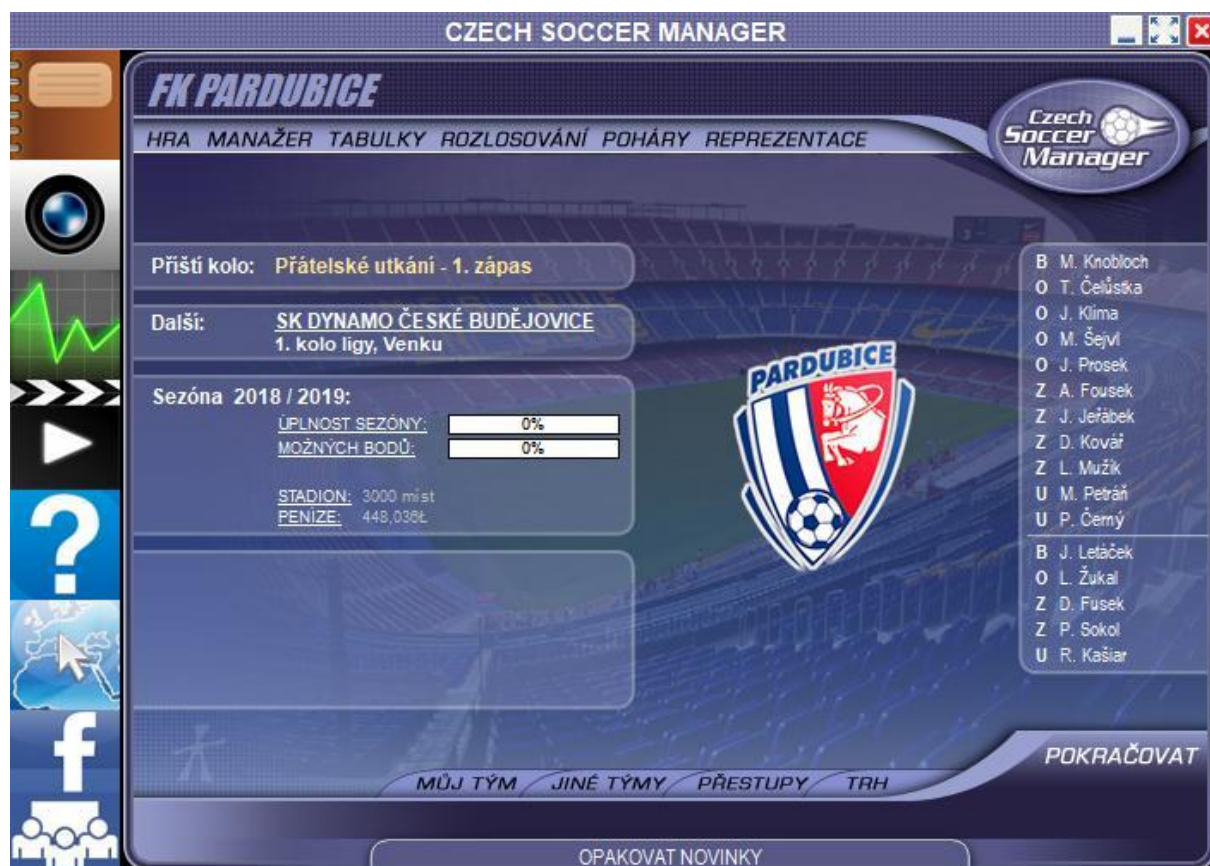 CZECH SOCCER MANAGER
FK PARDUBICE
Czech
Soccer
Manager
HRA MANAŽER TABULKY ROZLOSOVÁNÍ POHÁRY REPREZENTACE
Příští kolo: Přátelské utkání - 1. zápas
Další: SK DYNAMO ČESKÉ BUDĚJOVICE
1. kolo ligy, Venku
Sezóna 2018 / 2019:
ÚPLNOST SEZÓNY: 0%
MOŽNÝCH BODŮ: 0%
STADION: 3000 míst
PENÍZE: 448,036Ł
PARDUBICE
B M. Knobloch
O T. Čelůstka
O J. Klima
O M. Šejvl
O J. Prosek
Z A. Fousek
Z J. Jeřábek
Z D. Kovář
Z L. Mužík
U M. Petráň
U P. Černý
B J. Letáček
O L. Žukal
Z D. Fusek
Z P. Sokol
U R. Kašiar
POKRAČOVAT
MŮJ TÝM JINÉ TÝMY PŘESTUPY TRH
OPAKOVAT NOVINKY